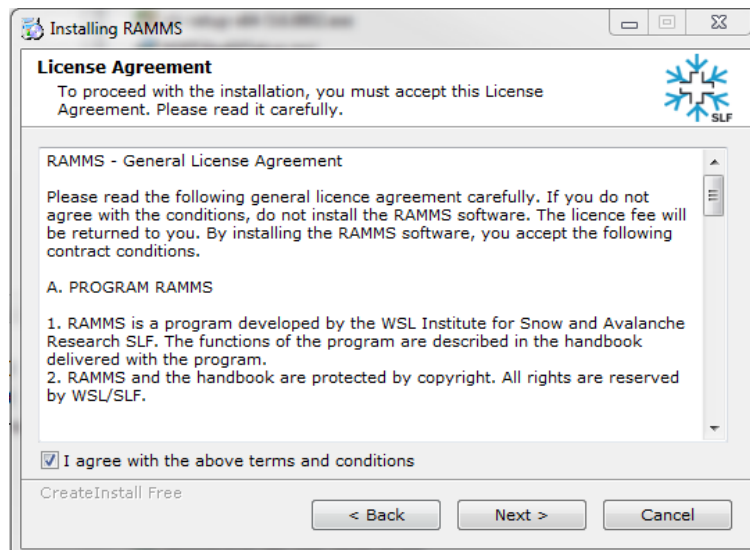 Installing RAMMS
License Agreement
To proceed with the installation, you must accept this License
Agreement. Please read it carefully.
SLF
RAMMS - General License Agreement
Please read the following general licence agreement carefully. If you do not
agree with the conditions, do not install the RAMMS software. The licence fee will
be returned to you. By installing the RAMMS software, you accept the following
contract conditions.
A. PROGRAM RAMMS
1. RAMMS is a program developed by the WSL Institute for Snow and Avalanche
Research SLF. The functions of the program are described in the handbook
delivered with the program.
2. RAMMS and the handbook are protected by copyright. All rights are reserved
by WSL/SLF.
I agree with the above terms and conditions
CreateInstall Free
< Back
Next >
Cancel